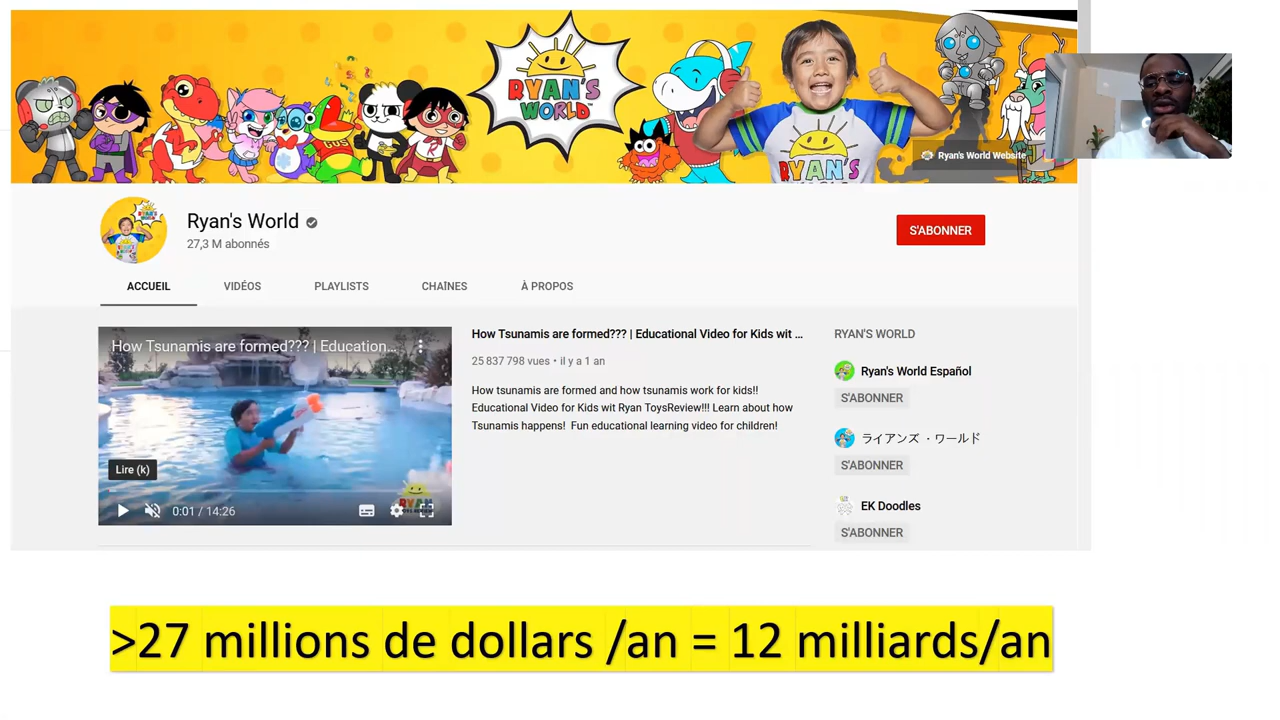 RYAN'S
WORLD™
GUS
RYAN'S
WORLD
Ryan's World Website
Ryan's World
27,3 M abonnés
S'ABONNER
ACCUEIL
VIDÉOS
PLAYLISTS
CHAÎNES
À PROPOS
How Tsunamis are formed??? | Education...
Lire (k)
0:01 / 14:26
How Tsunamis are formed??? | Educational Video for Kids wit ...
25 837 798 vues • il y a 1 an
How tsunamis are formed and how tsunamis work for kids!!
Educational Video for Kids wit Ryan ToysReview!!! Learn about how
Tsunamis happens! Fun educational learning video for children!
RYAN'S WORLD
Ryan's World Español
S'ABONNER
ライアンズ ・ワールド
S'ABONNER
EK Doodles
S'ABONNER
>27 millions de dollars /an = 12 milliards/an